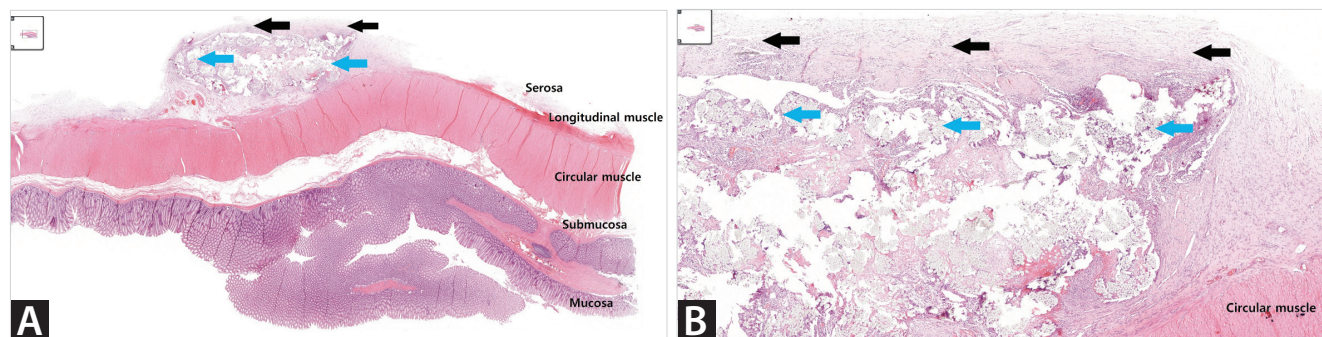 Serosa
Longitudinal muscle
Circular muscle
Submucosa
Mucosa
A
Circular muscle
B